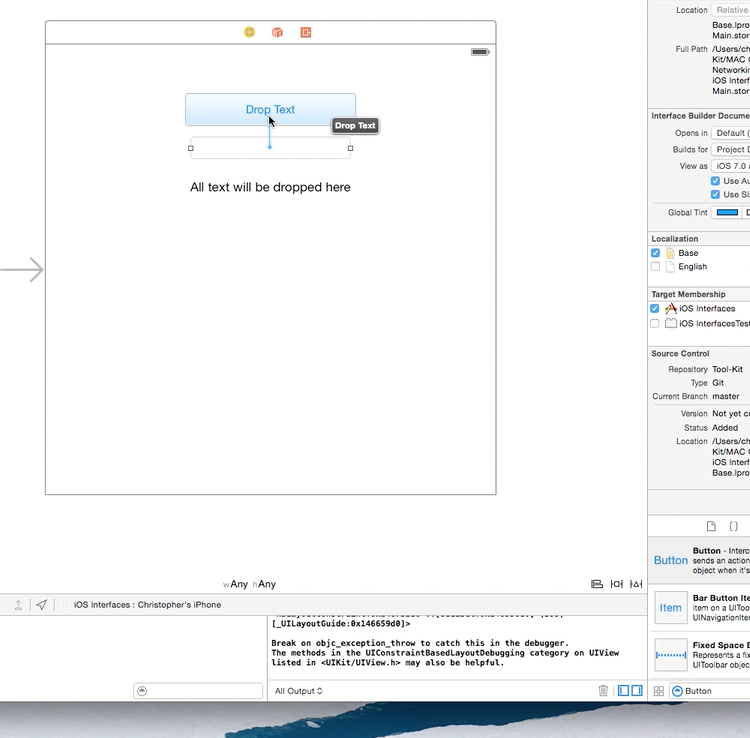 Drop Text
Drop Text
All text will be dropped here
wAny hAny
iOS Interfaces : Christopher's iPhone
[_UILayoutGuide:0x146659d0]>
Break on objc_exception_throw to catch this in the debugger.
The methods in the UIConstraintBasedLayoutDebugging category on UIView
listed in <UIKit/UIView.h> may also be helpful.
All Output
Location Relative
Base.lpro
Main.stor
Full Path /Users/ch
Kit/MAC
Networkin
iOS Interf
Main.stor
Interface Builder Docume
Opens in Default (
Builds for Project D
View as iOS 7.0 a
Use Au
Use Si
Global Tint D
Localization
Base
English
Target Membership
iOS Interfaces
iOS InterfacesTest
Source Control
Repository Tool-Kit
Type Git
Current Branch master
Version Not yet co
Status Added
Location /Users/ch
Kit/MAC
iOS Interf
Base.lpro
{}
Button
Button - Interc
sends an action
object when it's
Item
Bar Button Ite
item on a UIToo
UINavigationIte
Fixed Space B
Represents a fix
UIToolbar objec
Button